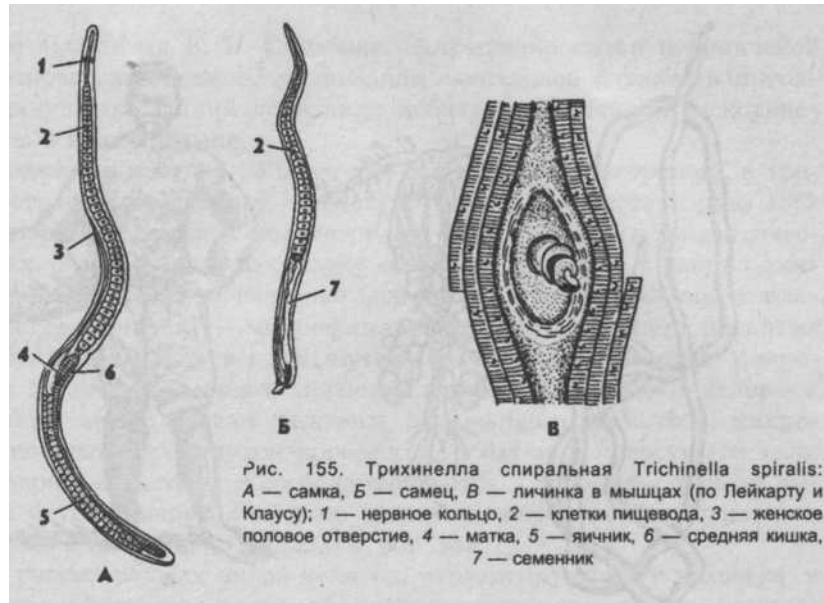 1
2
3
4
6
5
А
2
7
Б
В
Рис. 155. Трихинелла спиральная Trichinella spiralis:
А — самка, Б — самец, В — личинка в мышцах (по Лейкарту и
Клаусу); 1 — нервное кольцо, 2 — клетки пищевода, 3 — женское
половое отверстие, 4 — матка, 5 — яичник, 6 — средняя кишка,
7 — семенник